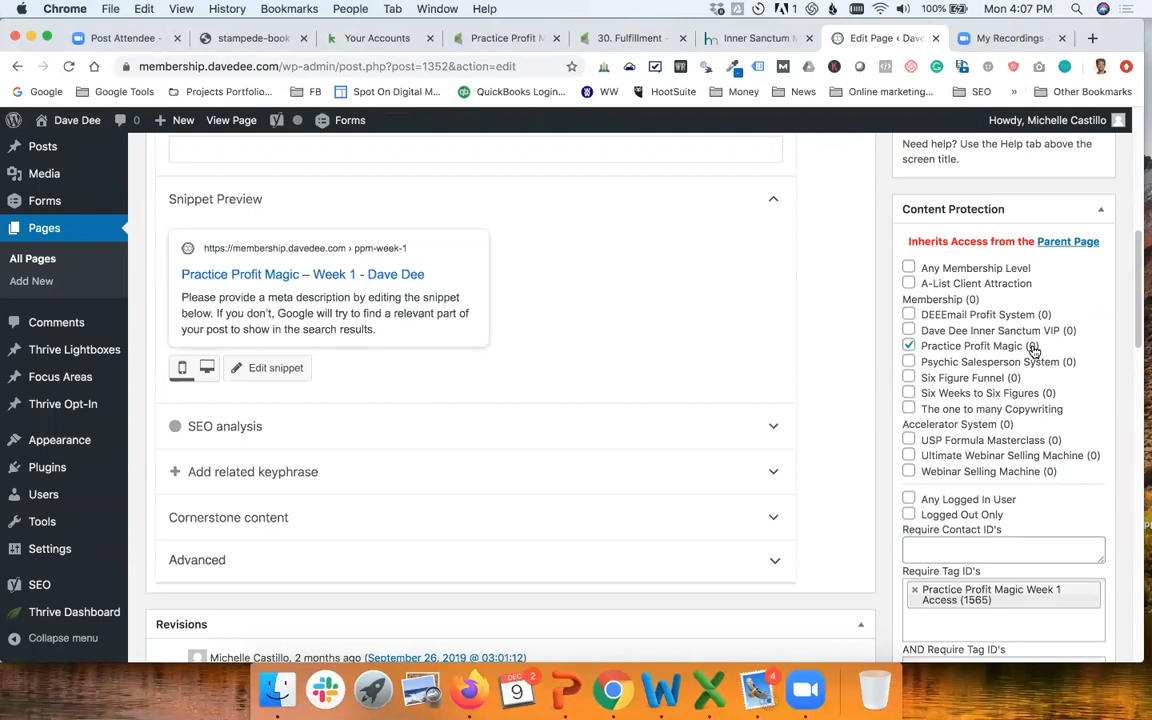 Chrome File Edit View History Bookmarks People Tab Window Help 1 100% Mon 4:07 PM
Post Attendee - stampede-book Your Accounts Practice Profit M 30. Fulfillment - Inner Sanctum M Edit Page ‹ Dav My Recordings
membership.davedee.com/wp-admin/post.php?post=1352&action=edit
Google Google Tools Projects Portfolio... FB Spot On Digital M... QuickBooks Login... WW HootSuite Money News Online marketing... SEO » Other Bookmarks
Dave Dee 0 New View Page Forms Howdy, Michelle Castillo
Posts
Media
Forms
Pages
All Pages
Add New
Comments
Thrive Lightboxes
Focus Areas
Thrive Opt-In
Appearance
Plugins
Users
Tools
Settings
SEO
Thrive Dashboard
Collapse menu
Snippet Preview
https://membership.davedee.com › ppm-week-1
Practice Profit Magic – Week 1 - Dave Dee
Please provide a meta description by editing the snippet
below. If you don't, Google will try to find a relevant part of
your post to show in the search results.
Edit snippet
SEO analysis
Add related keyphrase
Cornerstone content
Advanced
Revisions
Michelle Castillo, 2 months ago (September 26, 2019 @ 03:01:12)
Need help? Use the Help tab above the
screen title.
Content Protection
Inherits Access from the Parent Page
Any Membership Level
A-List Client Attraction
Membership (0)
DEEEmail Profit System (0)
Dave Dee Inner Sanctum VIP (0)
Practice Profit Magic (0)
Psychic Salesperson System (0)
Six Figure Funnel (0)
Six Weeks to Six Figures (0)
The one to many Copywriting
Accelerator System (0)
USP Formula Masterclass (0)
Ultimate Webinar Selling Machine (0)
Webinar Selling Machine (0)
Any Logged In User
Logged Out Only
Require Contact ID's
Require Tag ID's
Practice Profit Magic Week 1
Access (1565)
AND Require Tag ID's
DEC 2
9
4